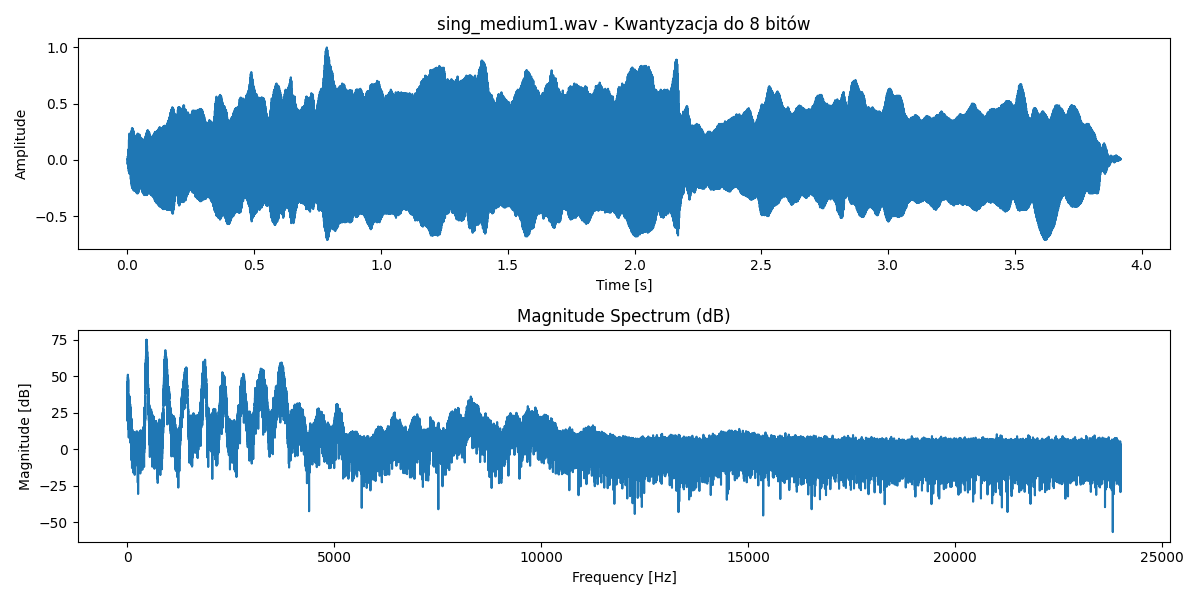 sing_medium1.wav - Kwantyzacja do 8 bitów
Amplitude
1.0
0.5
0.0
−0.5
0.0 0.5 1.0 1.5 2.0 2.5 3.0 3.5 4.0
Time [s]
Magnitude Spectrum (dB)
Magnitude [dB]
75
50
25
0
−25
−50
0 5000 10000 15000 20000 25000
Frequency [Hz]